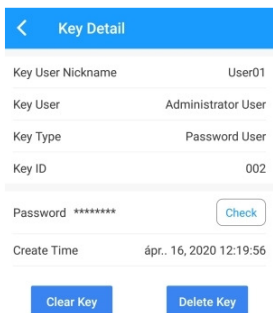 Key Detail
Key User Nickname User01
Key User Administrator User
Key Type Password User
Key ID 002
Password ******** Check
Create Time ápr.. 16, 2020 12:19:56
Clear Key Delete Key